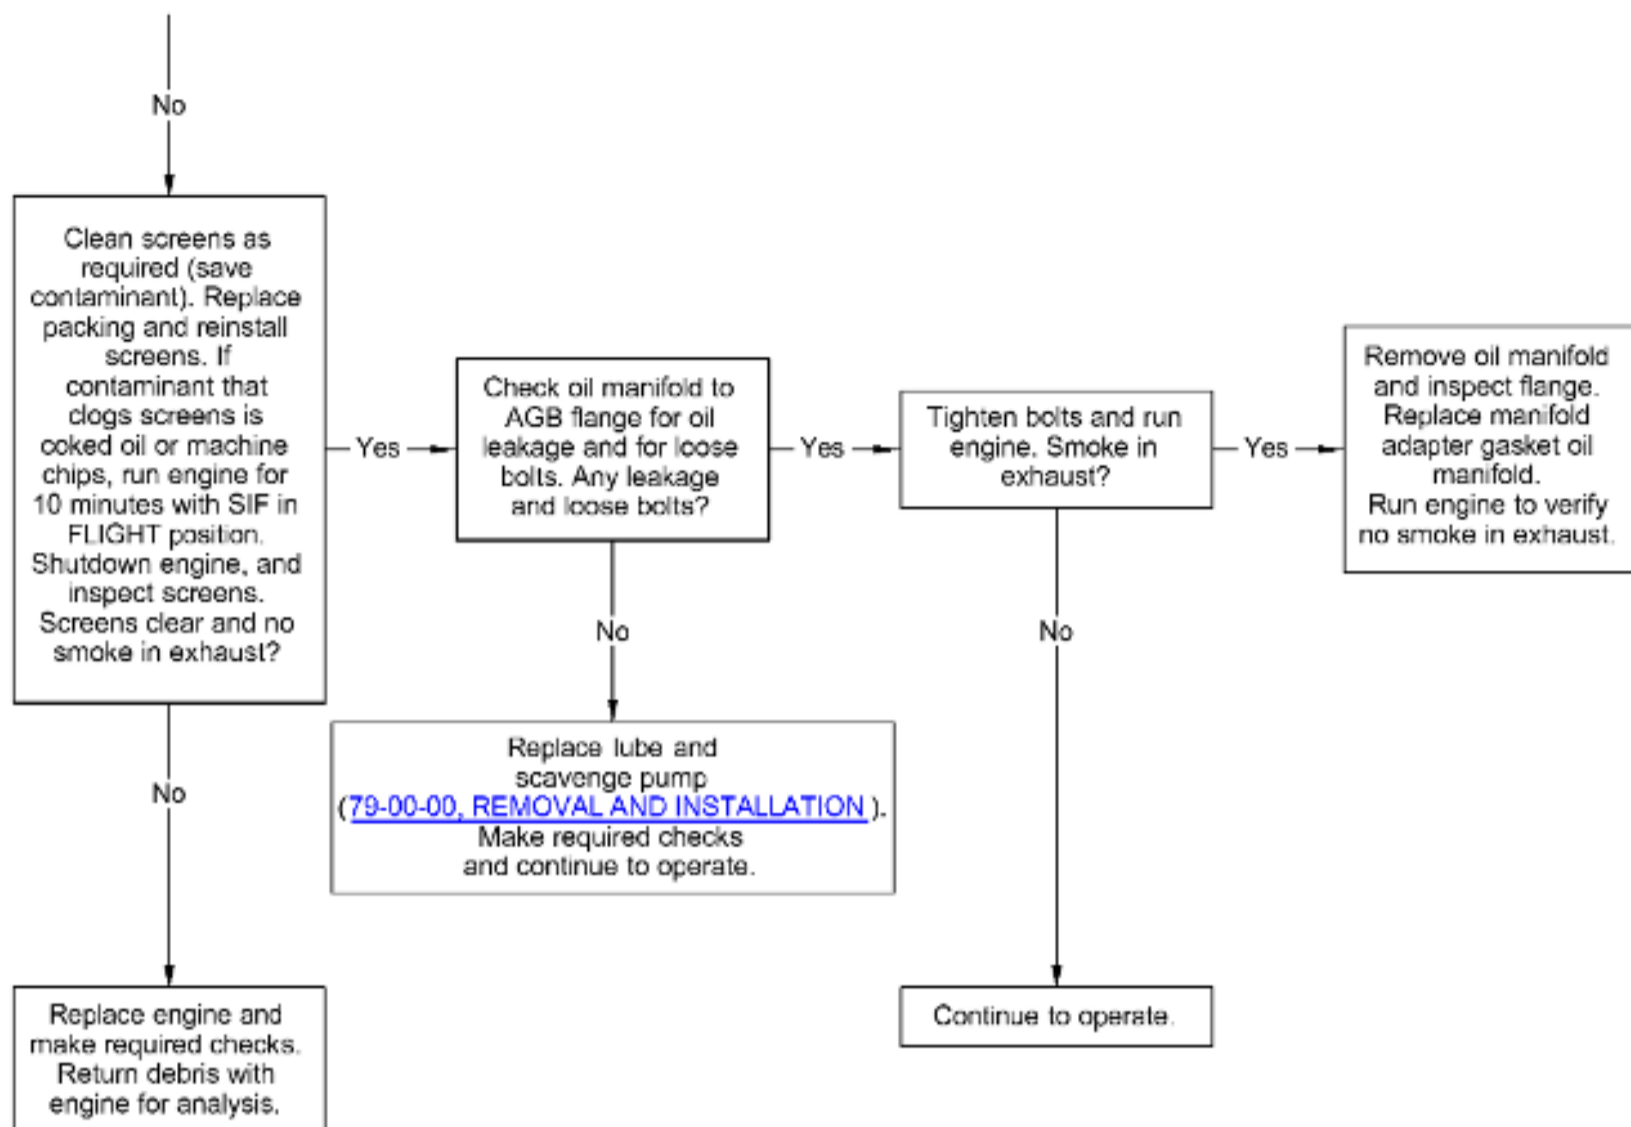 No
Clean screens as
required (save
contaminant). Replace
packing and reinstall
screens. If
contaminant that
clogs screens is
coked oil or machine
chips, run engine for
10 minutes with SIF in
FLIGHT position.
Shutdown engine, and
inspect screens.
Screens clear and no
smoke in exhaust?
Yes
Check oil manifold to
AGB flange for oil
leakage and for loose
bolts. Any leakage
and loose bolts?
Yes
Tighten bolts and run
engine. Smoke in
exhaust?
Yes
Remove oil manifold
and inspect flange.
Replace manifold
adapter gasket oil
manifold.
Run engine to verify
no smoke in exhaust.
No
No
No
Replace lube and
scavenge pump
(79-00-00, REMOVAL AND INSTALLATION ).
Make required checks
and continue to operate.
Replace engine and
make required checks.
Return debris with
engine for analysis.
Continue to operate.